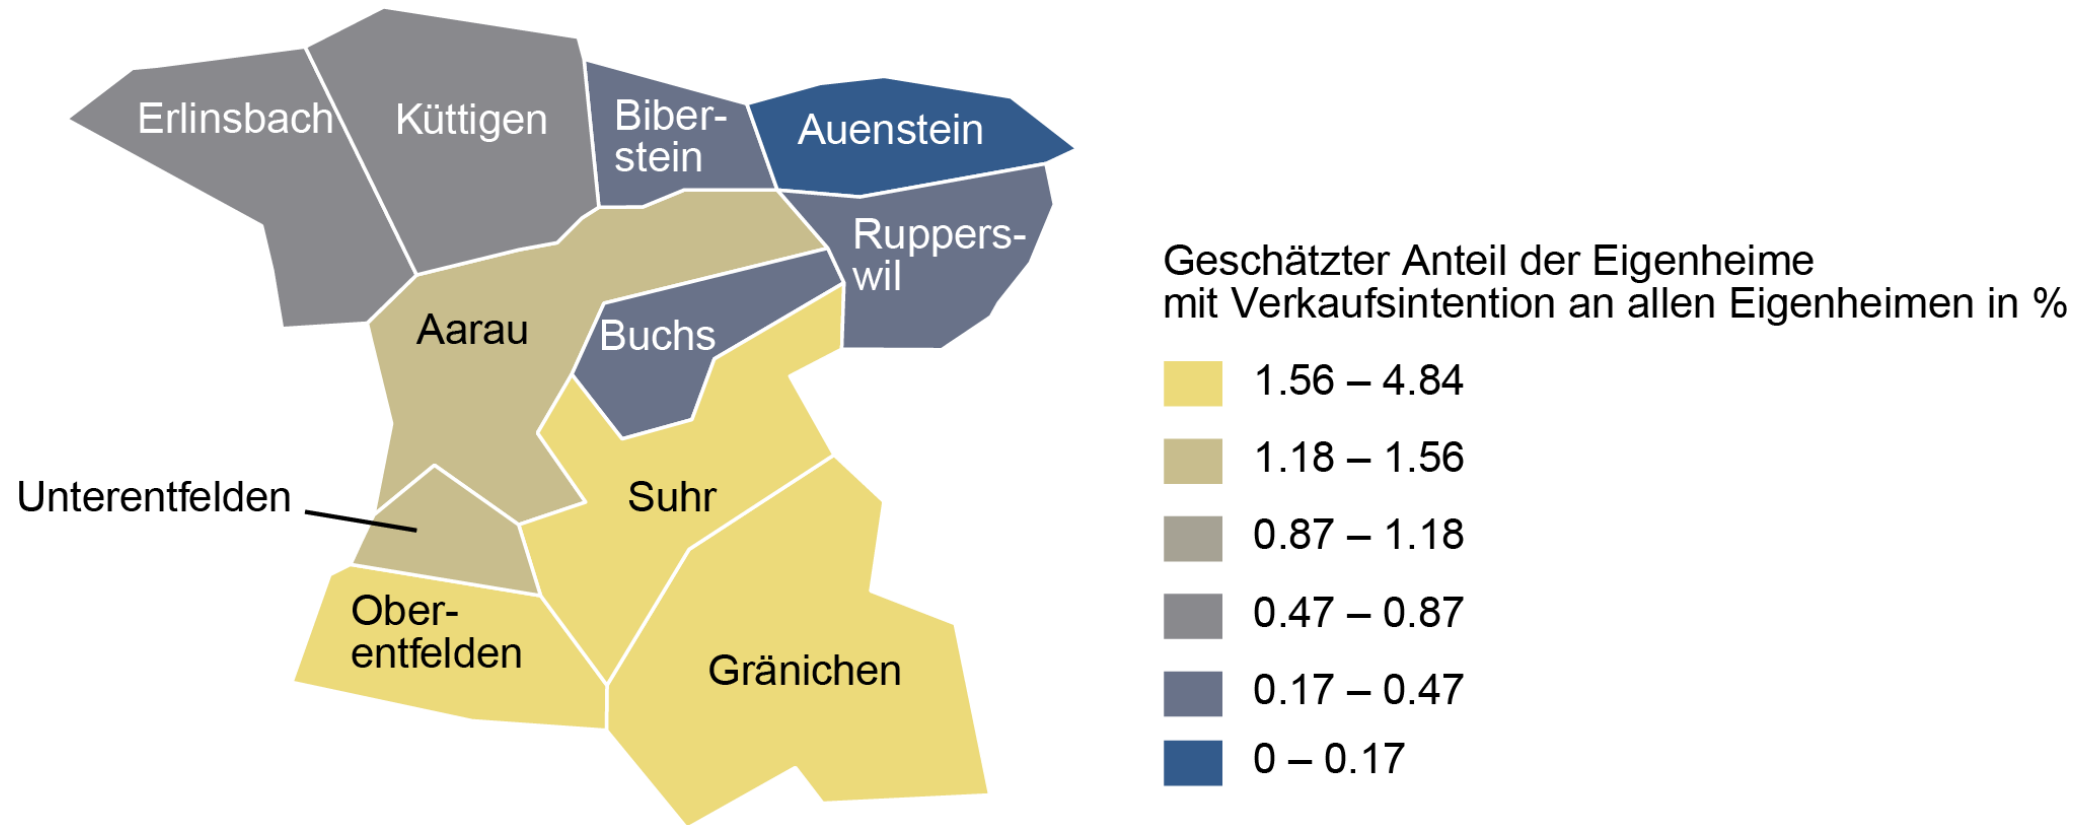 Erlinsbach
Küttigen
Biber-
stein
Auenstein
Ruppers-
wil
Aarau
Buchs
Unterentfelden
Suhr
Ober-
entfelden
Gränichen
Geschätzter Anteil der Eigenheime
mit Verkaufsintention an allen Eigenheimen in %
1.56 – 4.84
1.18 – 1.56
0.87 – 1.18
0.47 – 0.87
0.17 – 0.47
0 – 0.17